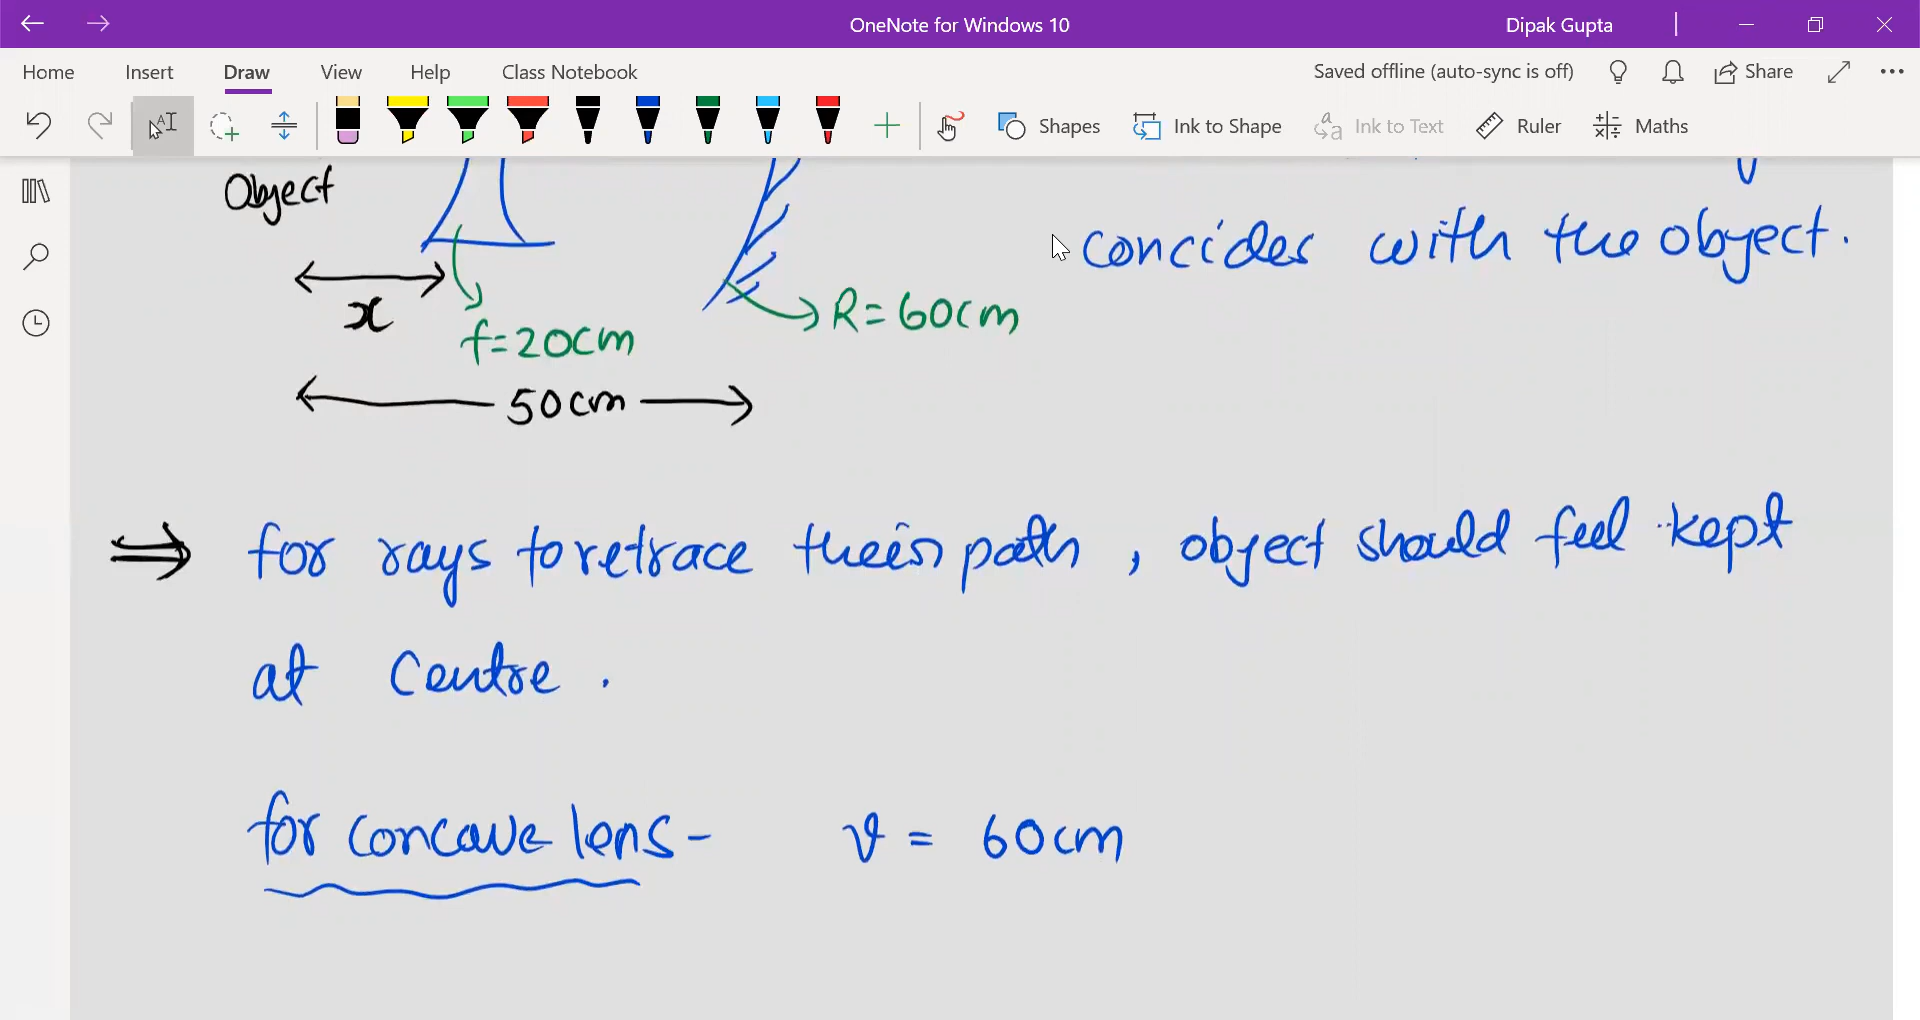 OneNote for Windows 10
Dipak Gupta
Home Insert Draw View Help Class Notebook
Saved offline (auto-sync is off) Share
Shapes Ink to Shape Ink to Text Ruler Maths
Object
concides with the object.
x
f=20cm
R=60cm
50cm
⇒ for rays to retrace their path, object should feel kept
at Centre.
for concave lens- v = 60cm